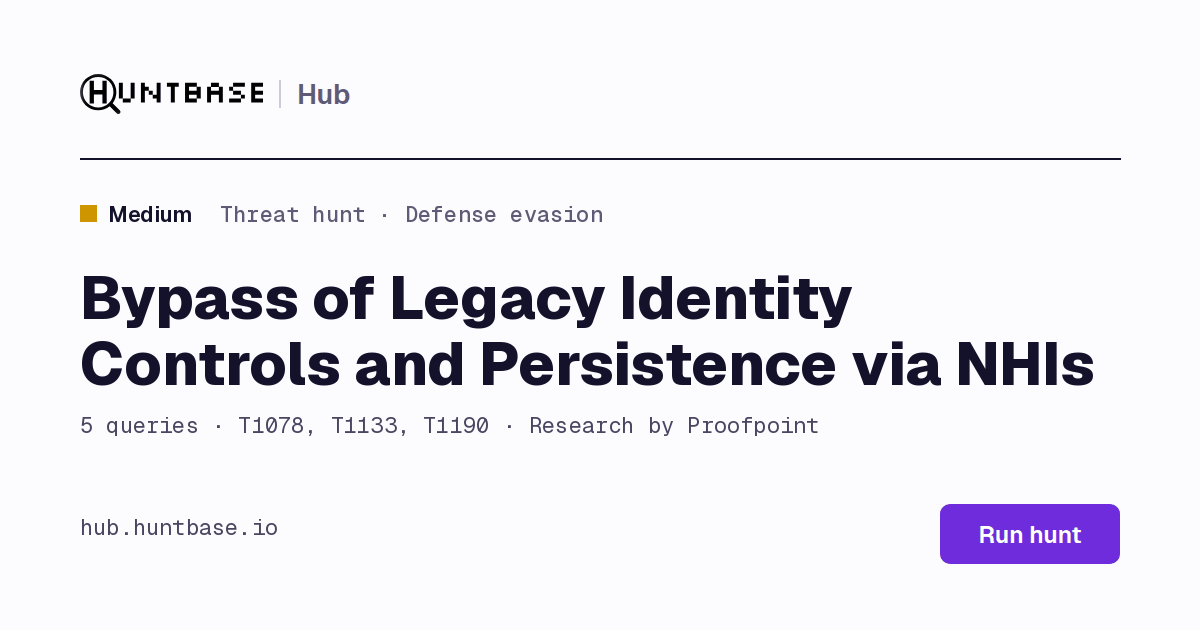 HUNTBASE Hub
Medium Threat hunt · Defense evasion
Bypass of Legacy Identity
Controls and Persistence via NHIs
5 queries · T1078, T1133, T1190 · Research by Proofpoint
hub.huntbase.io
Run hunt